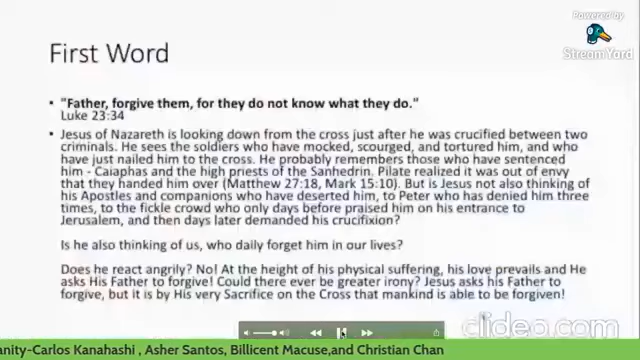 Powered by
StreamYard
First Word
• "Father, forgive them, for they do not know what they do."
Luke 23:34
• Jesus of Nazareth is looking down from the cross just after he was crucified between two
criminals. He sees the soldiers who have mocked, scourged, and tortured him, and who
have just nailed him to the cross. He probably remembers those who have sentenced
him - Caiaphas and the high priests of the Sanhedrin. Pilate realized it was out of envy
that they handed him over (Matthew 27:18, Mark 15:10). But is Jesus not also thinking of
his Apostles and companions who have deserted him, to Peter who has denied him three
times, to the fickle crowd who only days before praised him on his entrance to
Jerusalem, and then days later demanded his crucifixion?
Is he also thinking of us, who daily forget him in our lives?
Does he react angrily? No! At the height of his physical suffering, his love prevails and He
asks His Father to forgive! Could there ever be greater irony? Jesus asks his Father to
forgive, but it is by His very Sacrifice on the Cross that mankind is able to be forgiven!
clideo.com
anity-Carlos Kanahashi , Asher Santos, Billicent Macuse,and Christian Chan